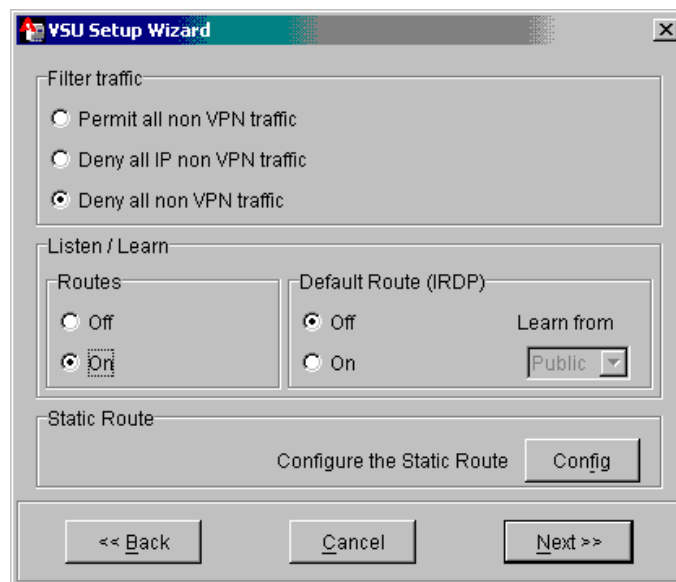 VSU Setup Wizard
Filter traffic
Permit all non VPN traffic
Deny all IP non VPN traffic
Deny all non VPN traffic
Listen / Learn
Routes
Off
On
Default Route (IRDP)
Off
Learn from
On
Public
Static Route
Configure the Static Route
Config
<< Back
Cancel
Next >>